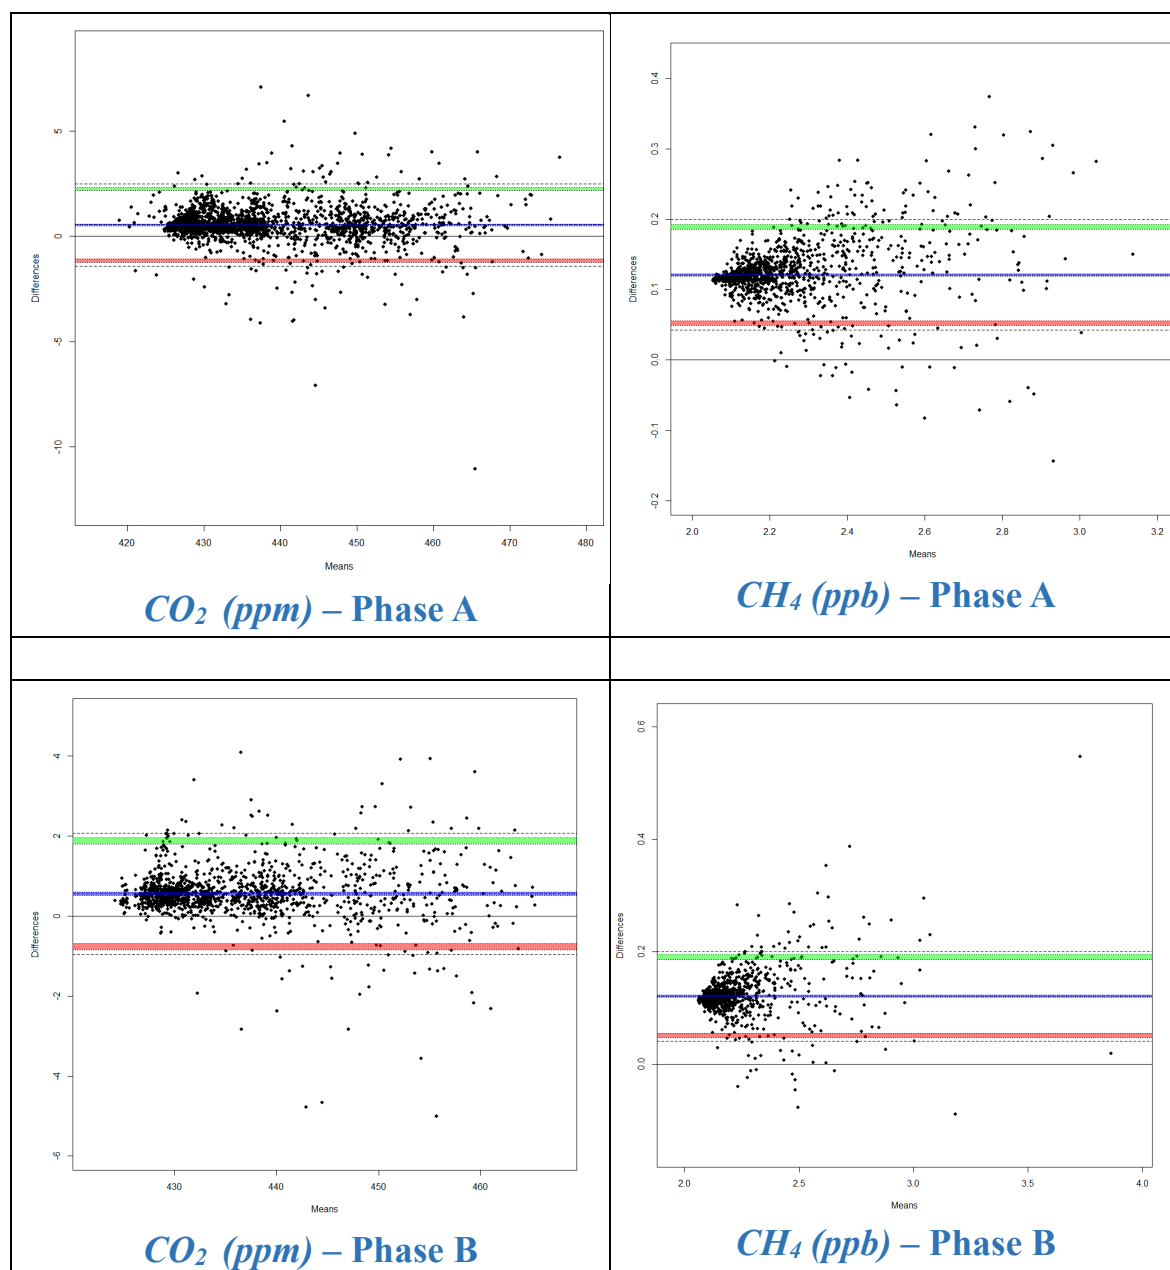 5
0
-5
-10
Differences
420 430 440 450 460 470 480
Means
CO2 (ppm) – Phase A
0.4
0.3
0.2
0.1
0.0
-0.1
-0.2
Differences
2.0 2.2 2.4 2.6 2.8 3.0 3.2
Means
CH4 (ppb) – Phase A
4
2
0
-2
-4
-6
Differences
430 440 450 460
Means
CO2 (ppm) – Phase B
0.6
0.4
0.2
0.0
Differences
2.0 2.5 3.0 3.5 4.0
Means
CH4 (ppb) – Phase B